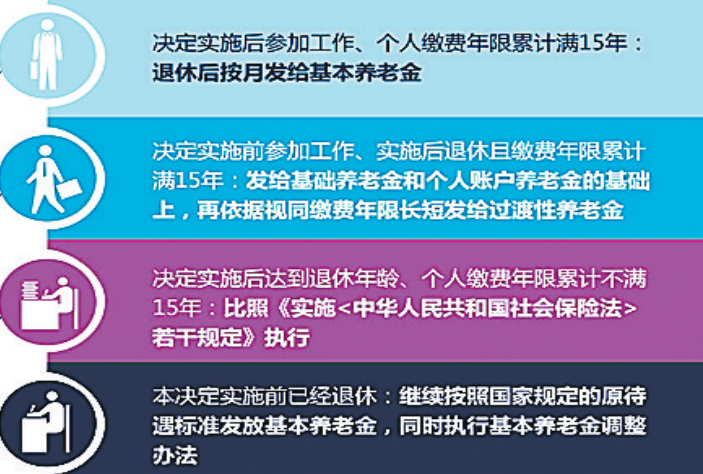 决定实施后参加工作、个人缴费年限累计满15年：
退休后按月发给基本养老金
决定实施前参加工作、实施后退休且缴费年限累计
满15年：发给基础养老金和个人账户养老金的基础
上，再依据视同缴费年限长短发给过渡性养老金
决定实施后达到退休年龄、个人缴费年限累计不满
15年：比照《实施<中华人民共和国社会保险法>
若干规定》执行
本决定实施前已经退休：继续按照国家规定的原待
遇标准发放基本养老金，同时执行基本养老金调整
办法